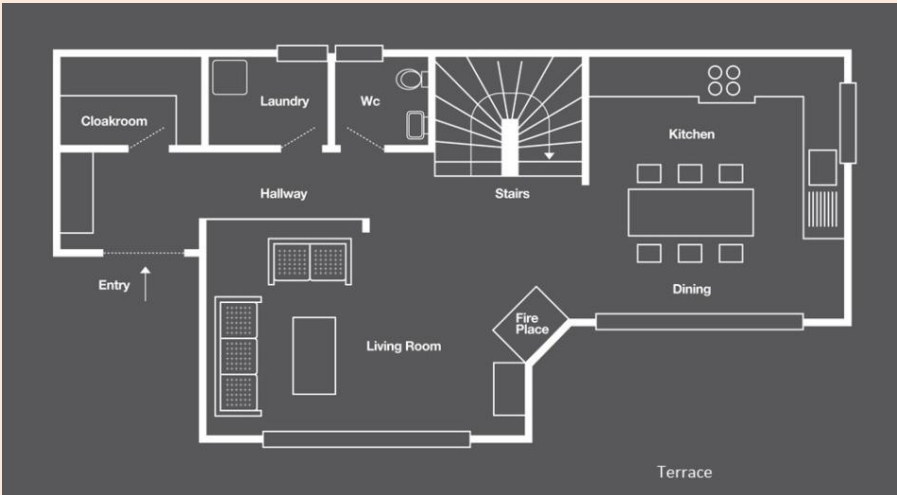 Cloakroom
Laundry
Wc
Kitchen
Hallway
Stairs
Entry
Dining
Fire
Place
Living Room
Terrace